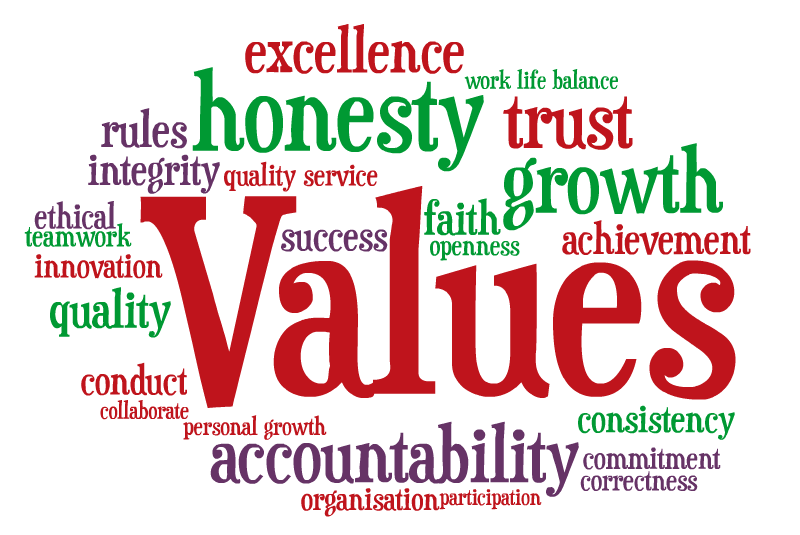 excellence
work life balance
honesty
trust
rules
integrity
quality service
growth
ethical
teamwork
success
faith
openness
achievement
innovation
Values
quality
conduct
collaborate
personal growth
consistency
accountability
commitment
correctness
organisation
participation